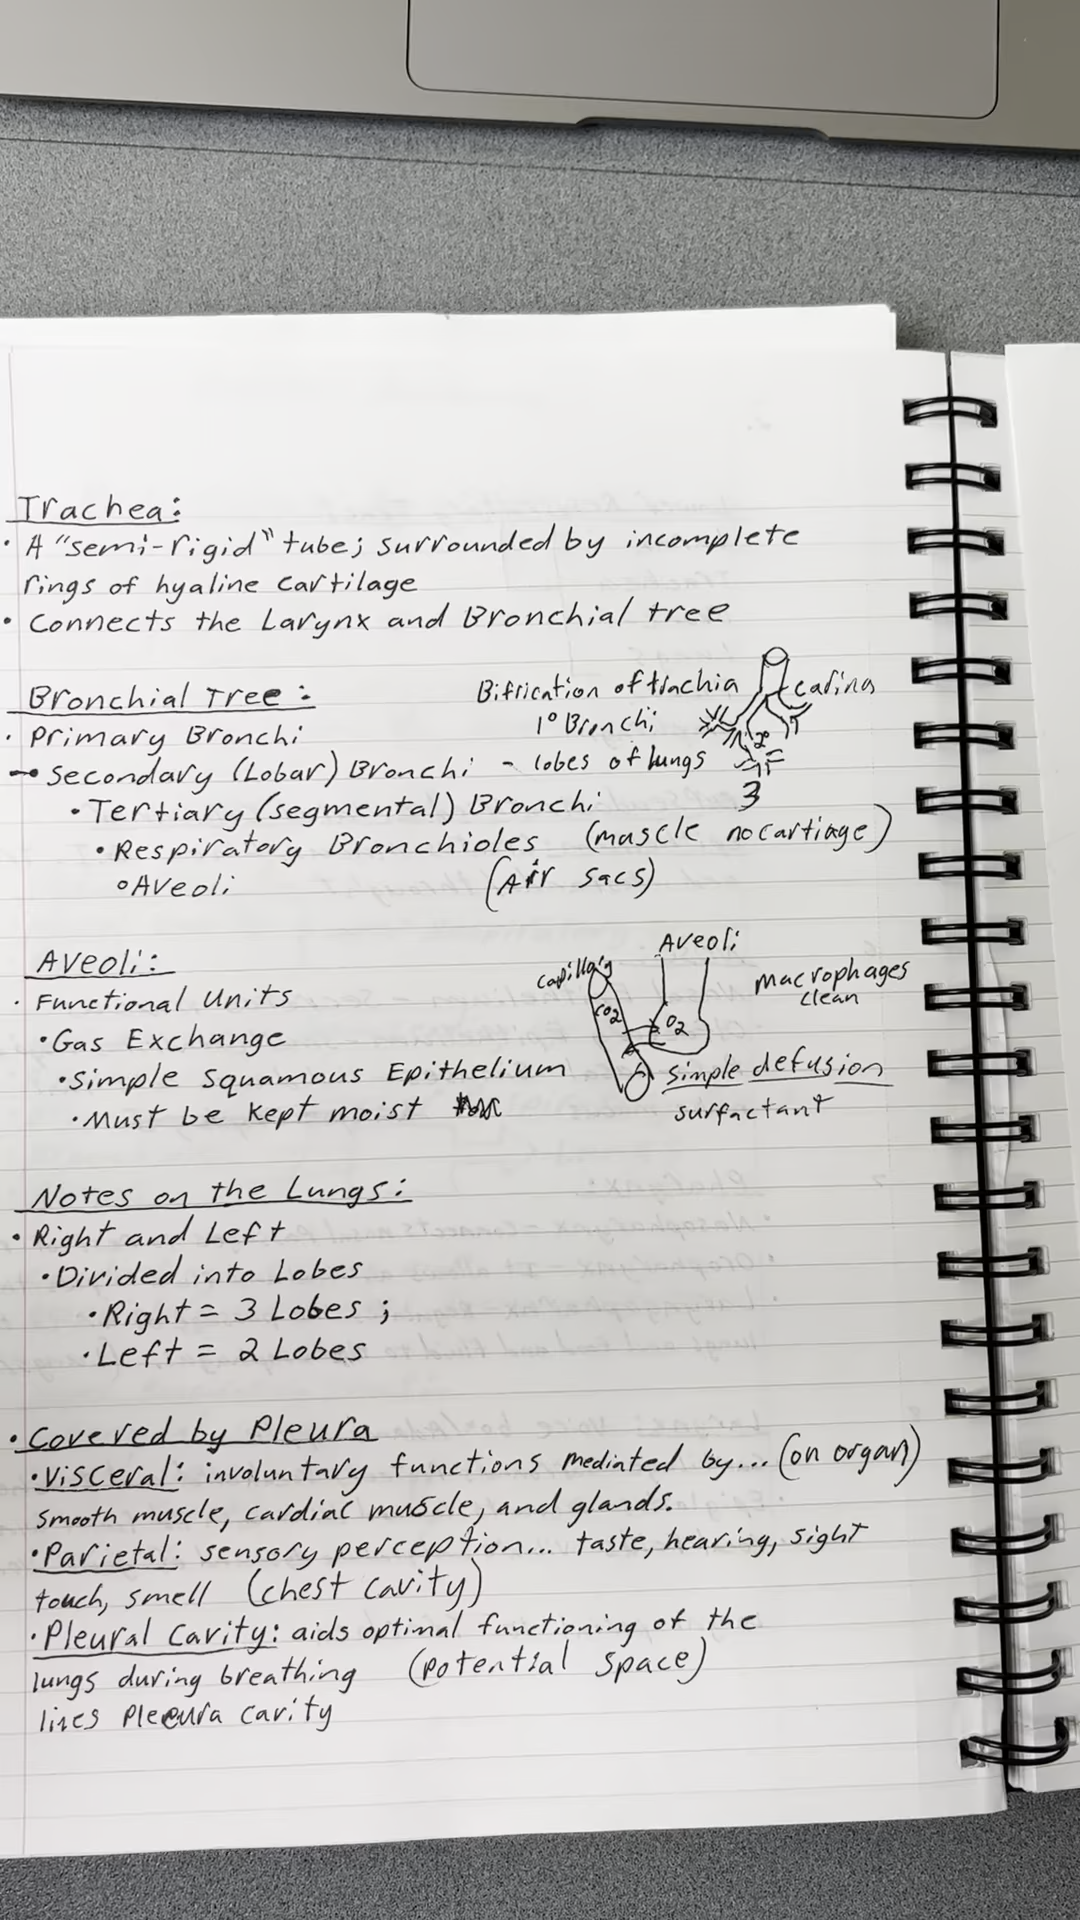 Trachea:
• A "semi-rigid" tube; surrounded by incomplete
rings of hyaline cartilage
• Connects the Larynx and Bronchial tree
Bronchial Tree:
Bifrication of trachia
carina
• Primary Bronchi
1° Bronchi
2°
- Secondary (Lobar) Bronchi - lobes of lungs
3
• Tertiary (segmental) Bronchi
• Respiratory Bronchioles (muscle no cartiage)
° Aveoli (Air sacs)
Aveoli:
Aveoli
capillary
macrophages
clean
• Functional Units
CO2
O2
• Gas Exchange
• Simple Squamous Epithelium
simple defusion
• Must be kept moist
surfactant
Notes on the Lungs:
• Right and Left
• Divided into Lobes
• Right = 3 Lobes ;
• Left = 2 Lobes
• Covered by Pleura
• Visceral: involuntary functions mediated by... (on organ)
smooth muscle, cardiac muscle, and glands.
• Parietal: sensory perception... taste, hearing, sight
touch, smell (chest cavity)
• Pleural Cavity: aids optimal functioning of the
lungs during breathing (potential space)
lines Pleeura cavity